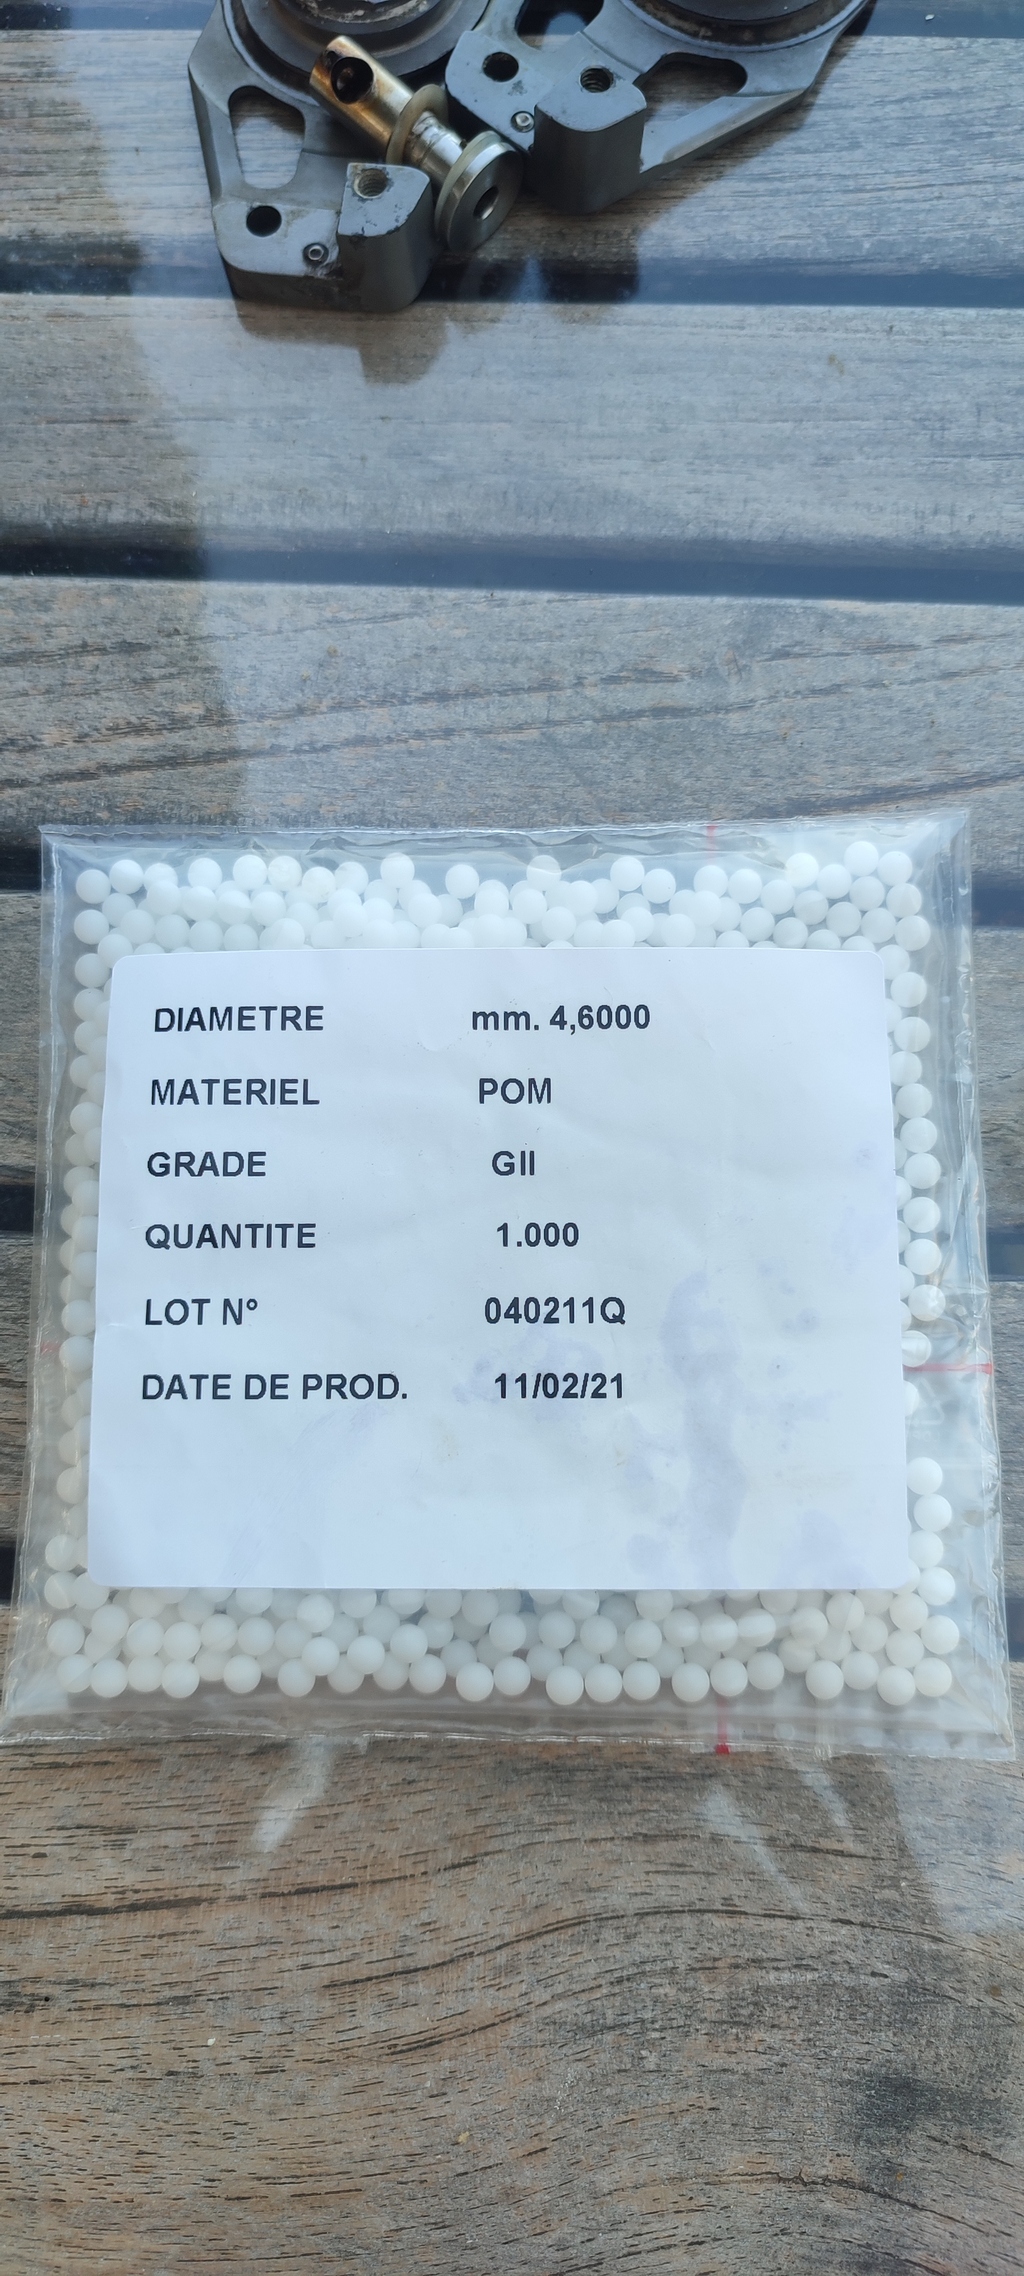 DIAMETRE mm. 4,6000
MATERIEL POM
GRADE GII
QUANTITE 1.000
LOT N° 040211Q
DATE DE PROD. 11/02/21